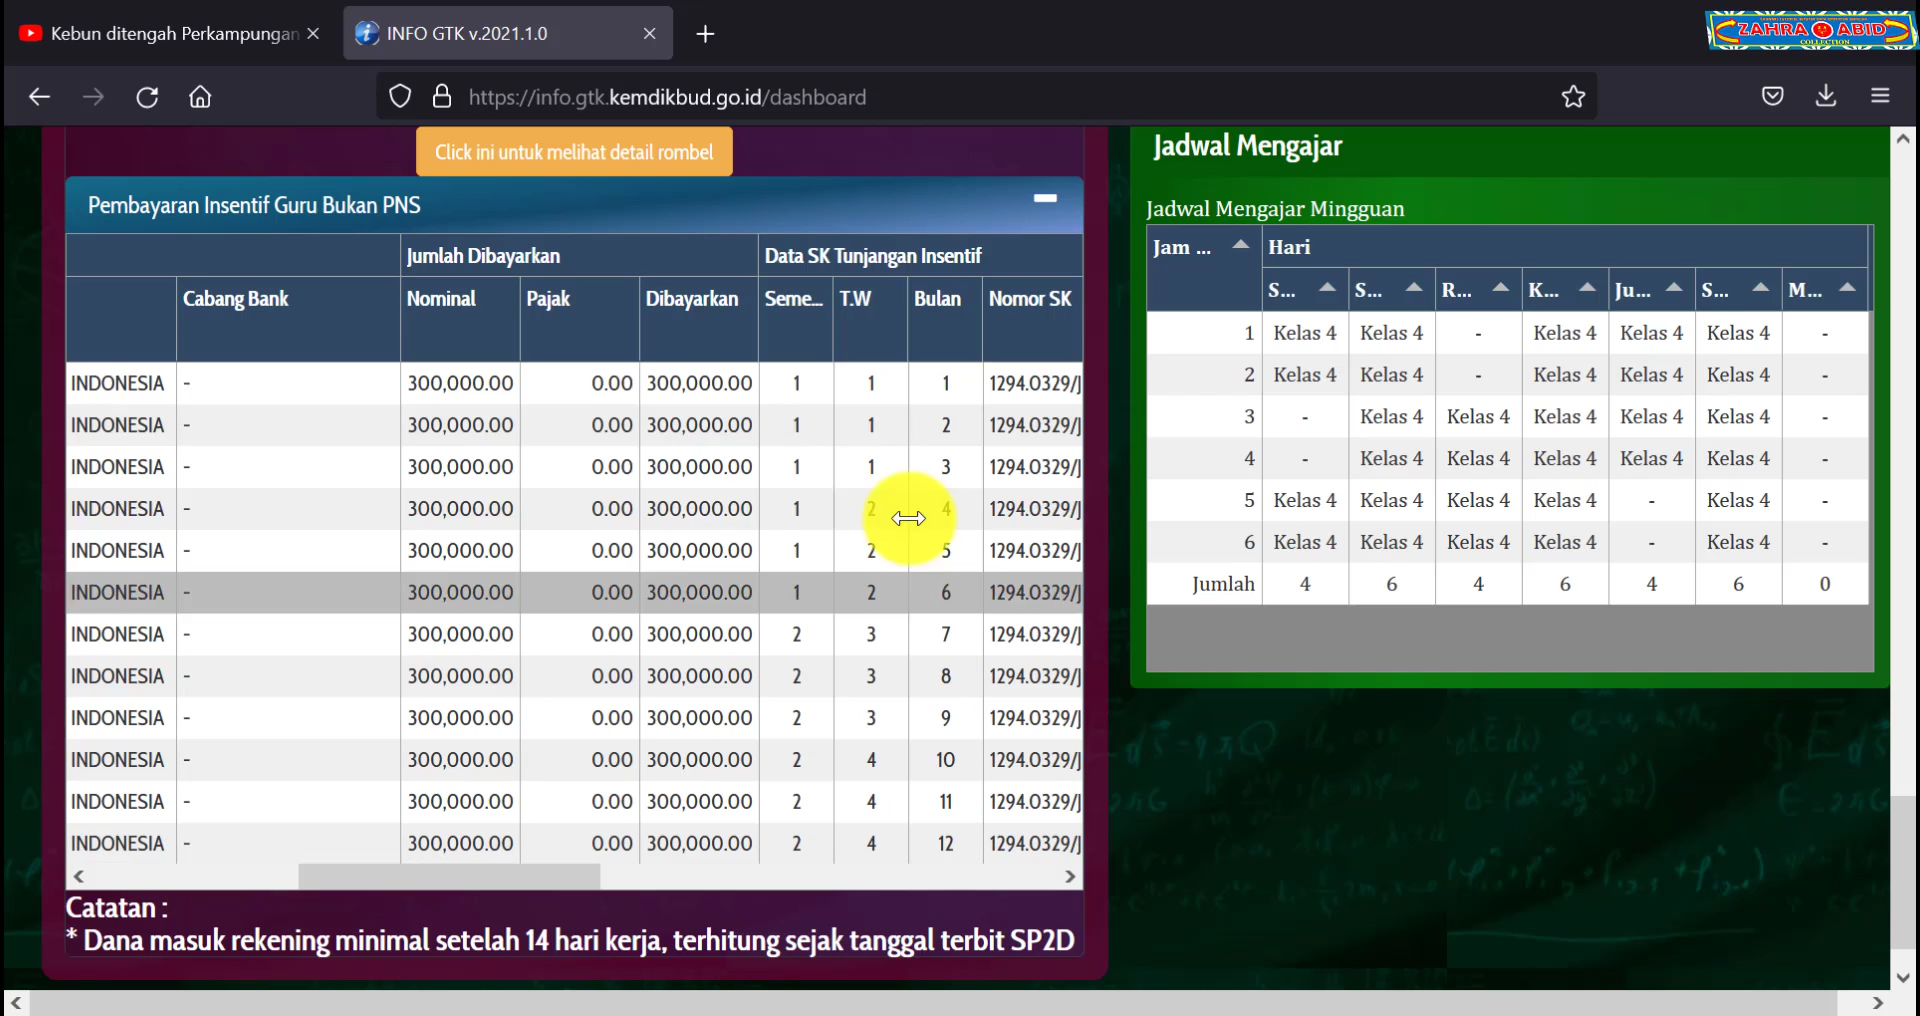 Kebun ditengah Perkampungan
INFO GTK v.2021.1.0
ZAHRA ABID
COLLECTION
https://info.gtk.kemdikbud.go.id/dashboard
Click ini untuk melihat detail rombel
Pembayaran Insentif Guru Bukan PNS
Jumlah Dibayarkan Data SK Tunjangan Insentif
Cabang Bank Nominal Pajak Dibayarkan Seme... T.W Bulan Nomor SK
INDONESIA - 300,000.00 0.00 300,000.00 1 1 1 1294.0329/J
INDONESIA - 300,000.00 0.00 300,000.00 1 1 2 1294.0329/J
INDONESIA - 300,000.00 0.00 300,000.00 1 1 3 1294.0329/J
INDONESIA - 300,000.00 0.00 300,000.00 1 2 4 1294.0329/J
INDONESIA - 300,000.00 0.00 300,000.00 1 2 5 1294.0329/J
INDONESIA - 300,000.00 0.00 300,000.00 1 2 6 1294.0329/J
INDONESIA - 300,000.00 0.00 300,000.00 2 3 7 1294.0329/J
INDONESIA - 300,000.00 0.00 300,000.00 2 3 8 1294.0329/J
INDONESIA - 300,000.00 0.00 300,000.00 2 3 9 1294.0329/J
INDONESIA - 300,000.00 0.00 300,000.00 2 4 10 1294.0329/J
INDONESIA - 300,000.00 0.00 300,000.00 2 4 11 1294.0329/J
INDONESIA - 300,000.00 0.00 300,000.00 2 4 12 1294.0329/J
Catatan :
* Dana masuk rekening minimal setelah 14 hari kerja, terhitung sejak tanggal terbit SP2D
Jadwal Mengajar
Jadwal Mengajar Mingguan
Jam ... Hari
S... S... R... K... Ju... S... M...
1 Kelas 4 Kelas 4 - Kelas 4 Kelas 4 Kelas 4 -
2 Kelas 4 Kelas 4 - Kelas 4 Kelas 4 Kelas 4 -
3 - Kelas 4 Kelas 4 Kelas 4 Kelas 4 Kelas 4 -
4 - Kelas 4 Kelas 4 Kelas 4 Kelas 4 Kelas 4 -
5 Kelas 4 Kelas 4 Kelas 4 Kelas 4 - Kelas 4 -
6 Kelas 4 Kelas 4 Kelas 4 Kelas 4 - Kelas 4 -
Jumlah 4 6 4 6 4 6 0